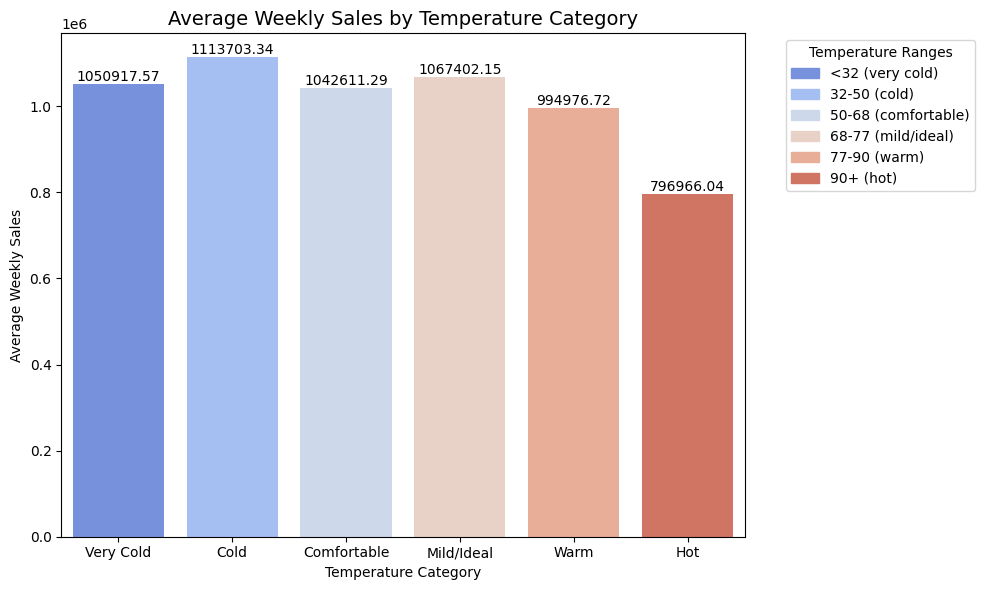 Average Weekly Sales by Temperature Category
1e6
1050917.57
1113703.34
1042611.29
1067402.15
994976.72
796966.04
1.0
0.8
0.6
0.4
0.2
0.0
Average Weekly Sales
Very Cold
Cold
Comfortable
Mild/Ideal
Warm
Hot
Temperature Category
Temperature Ranges
<32 (very cold)
32-50 (cold)
50-68 (comfortable)
68-77 (mild/ideal)
77-90 (warm)
90+ (hot)